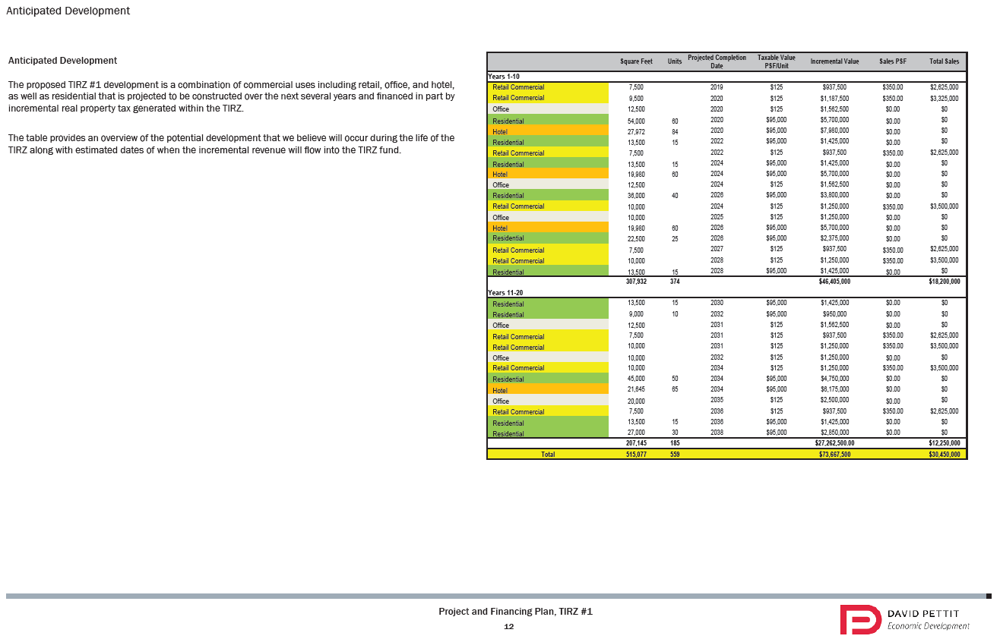 Anticipated Development
Anticipated Development
The proposed TIRZ #1 development is a combination of commercial uses including retail, office, and hotel,
as well as residential that is projected to be constructed over the next several years and financed in part by
incremental real property tax generated within the TIRZ.
The table provides an overview of the potential development that we believe will occur during the life of the
TIRZ along with estimated dates of when the incremental revenue will flow into the TIRZ fund.
Square Feet Units Projected Completion Date Taxable Value PSF/Unit Incremental Value Sales PSF Total Sales
Years 1-10
Retail Commercial 7,500 2019 $125 $937,500 $350.00 $2,625,000
Retail Commercial 9,500 2020 $125 $1,187,500 $350.00 $3,325,000
Office 12,500 2020 $125 $1,562,500 $0.00 $0
Residential 54,000 60 2020 $95,000 $5,700,000 $0.00 $0
Hotel 27,972 84 2020 $95,000 $7,980,000 $0.00 $0
Residential 13,500 15 2022 $95,000 $1,425,000 $0.00 $0
Retail Commercial 7,500 2022 $125 $937,500 $350.00 $2,625,000
Residential 13,500 15 2024 $95,000 $1,425,000 $0.00 $0
Hotel 19,980 60 2024 $95,000 $5,700,000 $0.00 $0
Office 12,500 2024 $125 $1,562,500 $0.00 $0
Residential 36,000 40 2026 $95,000 $3,800,000 $0.00 $0
Retail Commercial 10,000 2024 $125 $1,250,000 $350.00 $3,500,000
Office 10,000 2025 $125 $1,250,000 $0.00 $0
Hotel 19,980 60 2026 $95,000 $5,700,000 $0.00 $0
Residential 22,500 25 2026 $95,000 $2,375,000 $0.00 $0
Retail Commercial 7,500 2027 $125 $937,500 $350.00 $2,625,000
Retail Commercial 10,000 2028 $125 $1,250,000 $350.00 $3,500,000
Residential 13,500 15 2028 $95,000 $1,425,000 $0.00 $0
307,932 374 $46,405,000 $18,200,000
Years 11-20
Residential 13,500 15 2030 $95,000 $1,425,000 $0.00 $0
Residential 9,000 10 2032 $95,000 $950,000 $0.00 $0
Office 12,500 2031 $125 $1,562,500 $0.00 $0
Retail Commercial 7,500 2031 $125 $937,500 $350.00 $2,625,000
Retail Commercial 10,000 2031 $125 $1,250,000 $350.00 $3,500,000
Office 10,000 2032 $125 $1,250,000 $0.00 $0
Retail Commercial 10,000 2034 $125 $1,250,000 $350.00 $3,500,000
Residential 45,000 50 2034 $95,000 $4,750,000 $0.00 $0
Hotel 21,645 65 2034 $95,000 $6,175,000 $0.00 $0
Office 20,000 2035 $125 $2,500,000 $0.00 $0
Retail Commercial 7,500 2036 $125 $937,500 $350.00 $2,625,000
Residential 13,500 15 2036 $95,000 $1,425,000 $0.00 $0
Residential 27,000 30 2038 $95,000 $2,850,000 $0.00 $0
207,145 185 $27,262,500.00 $12,250,000
Total 515,077 559 $73,667,500 $30,450,000
Project and Financing Plan, TIRZ #1
12
DAVID PETTIT
Economic Development